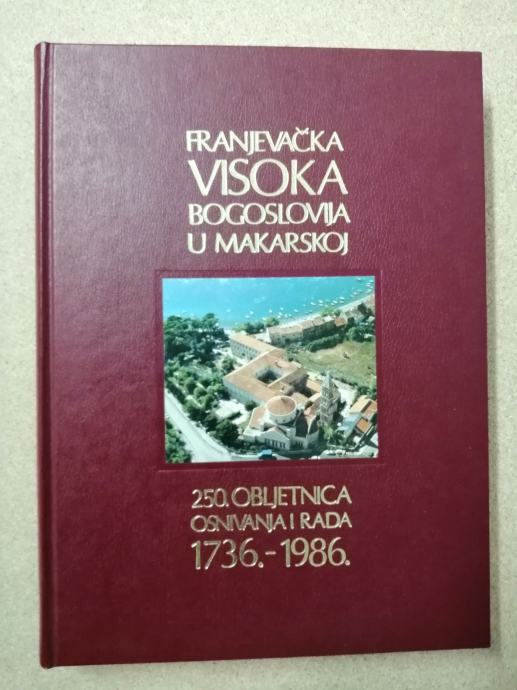 FRANJEVAČKA
VISOKA
BOGOSLOVIJA
U MAKARSKOJ
250. OBLJETNICA
OSNIVANJA I RADA
1736.-1986.